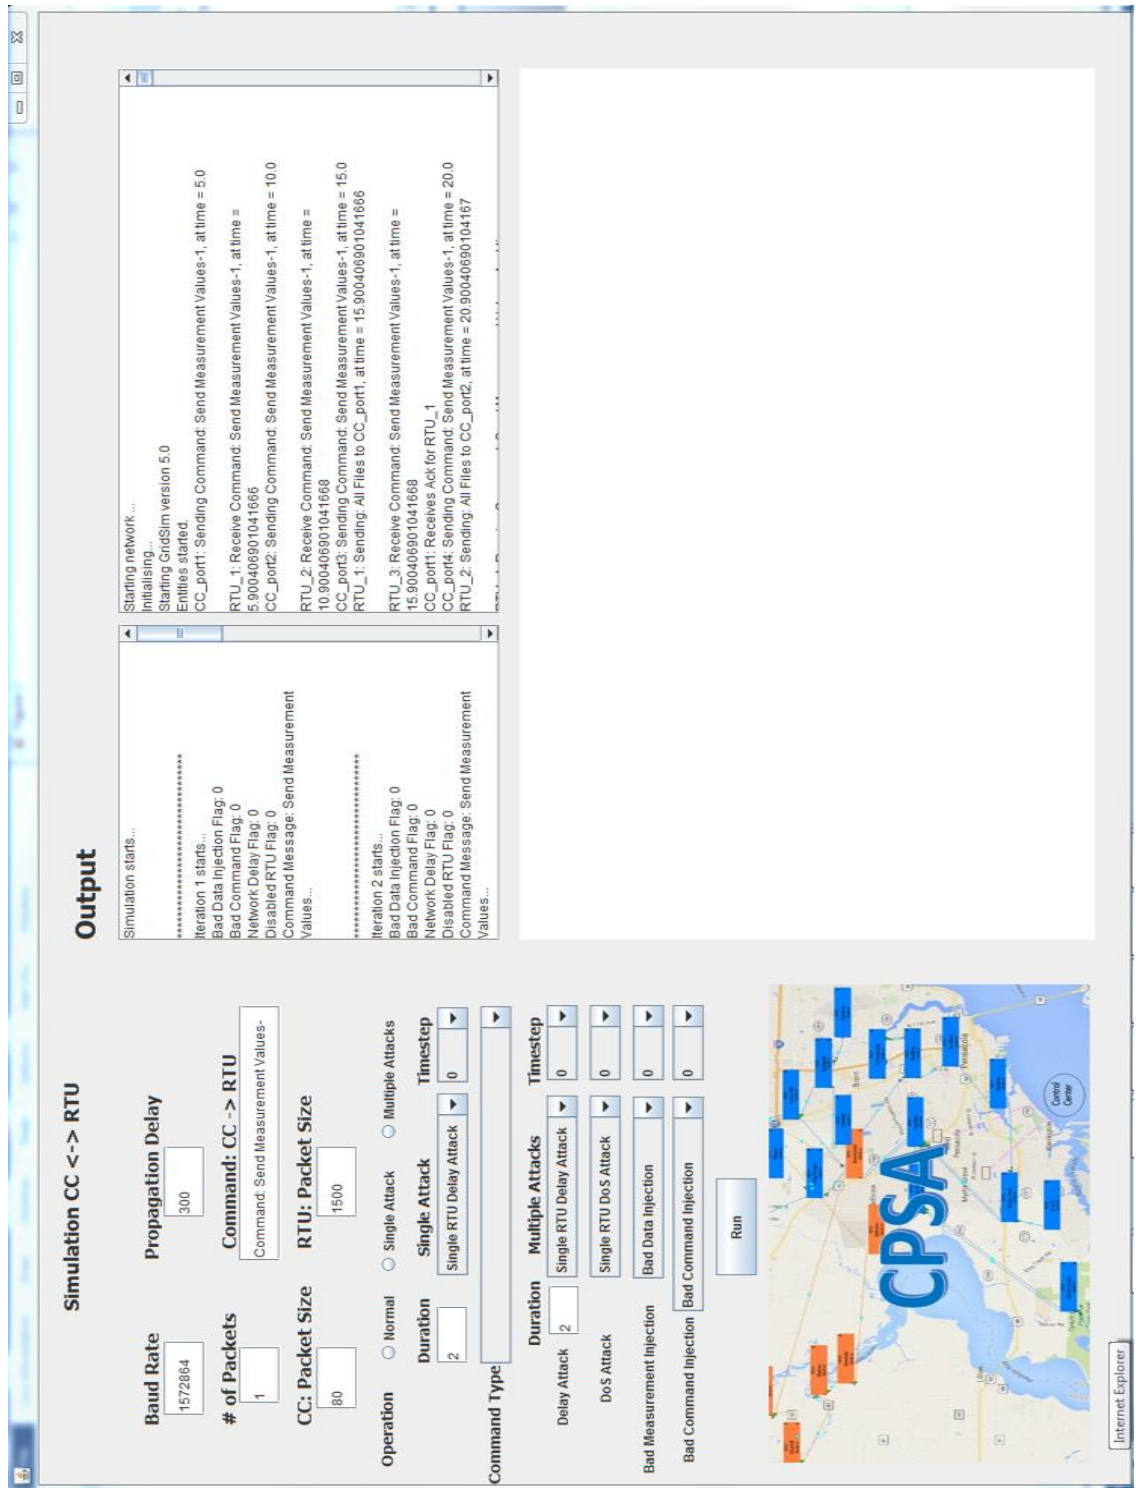 Simulation CC <-> RTU
Baud Rate
Propagation Delay
1572864
300
# of Packets
Command: CC -> RTU
1
Command: Send Measurement Values-
CC: Packet Size
RTU: Packet Size
80
1500
Operation
Normal
Single Attack
Multiple Attacks
Duration
Single Attack
Timestep
2
Single RTU Delay Attack
0
Command Type
Duration
Multiple Attacks
Timestep
Delay Attack
2
Single RTU Delay Attack
0
DoS Attack
Single RTU DoS Attack
0
Bad Measurement Injection
Bad Data Injection
0
Bad Command Injection
Bad Command Injection
0
Run
CPSA
Control
Center
Pensacola
Brent
Internet Explorer
Output
Simulation starts...
****************************************
Iteration 1 starts...
Bad Data Injection Flag: 0
Bad Command Flag: 0
Network Delay Flag: 0
Disabled RTU Flag: 0
Command Message: Send Measurement
Values...
****************************************
Iteration 2 starts...
Bad Data Injection Flag: 0
Bad Command Flag: 0
Network Delay Flag: 0
Disabled RTU Flag: 0
Command Message: Send Measurement
Values...
Starting network ...
Initialising...
Starting GridSim version 5.0
Entities started.
CC_port1: Sending Command: Send Measurement Values-1, at time = 5.0
RTU_1: Receive Command: Send Measurement Values-1, at time =
5.900406901041666
CC_port2: Sending Command: Send Measurement Values-1, at time = 10.0
RTU_2: Receive Command: Send Measurement Values-1, at time =
10.900406901041668
CC_port3: Sending Command: Send Measurement Values-1, at time = 15.0
RTU_1: Sending: All Files to CC_port1, at time = 15.900406901041666
RTU_3: Receive Command: Send Measurement Values-1, at time =
15.900406901041668
CC_port1: Receives Ack for RTU_1
CC_port4: Sending Command: Send Measurement Values-1, at time = 20.0
RTU_2: Sending: All Files to CC_port2, at time = 20.900406901104167